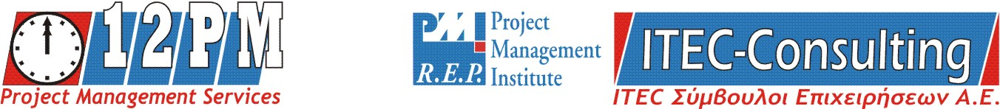 12PM
Project Management Services
PMI
R.E.P.
Project
Management
Institute
ITEC-Consulting
ITEC Σύμβουλοι Επιχειρήσεων Α.Ε.